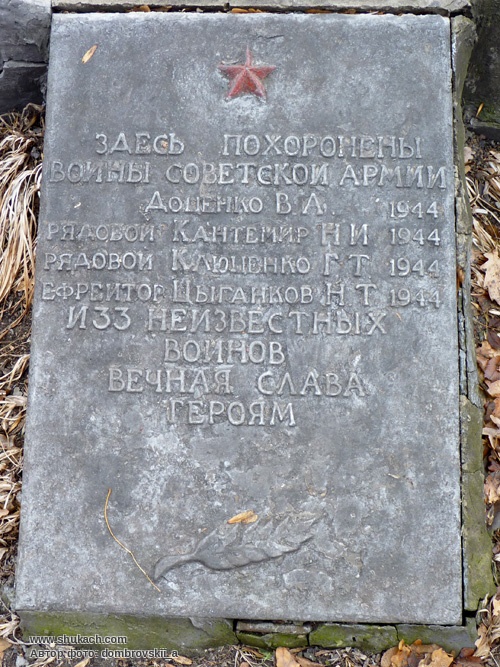 ЗДЕСЬ ПОХОРОНЕНЫ
ВОИНЫ СОВЕТСКОЙ АРМИИ
ДОЦЕНКО В.А. 1944
РЯДОВОЙ КАНТЕМИР Н И 1944
РЯДОВОЙ КЛЮЦЕНКО Г Т 1944
ЕФРЕЙТОР ЦЫГАНКОВ Н Т 1944
И 33 НЕИЗВЕСТНЫХ
ВОИНОВ
ВЕЧНАЯ СЛАВА
ГЕРОЯМ
www.shukach.com
Автор фото: dombrovskii_a